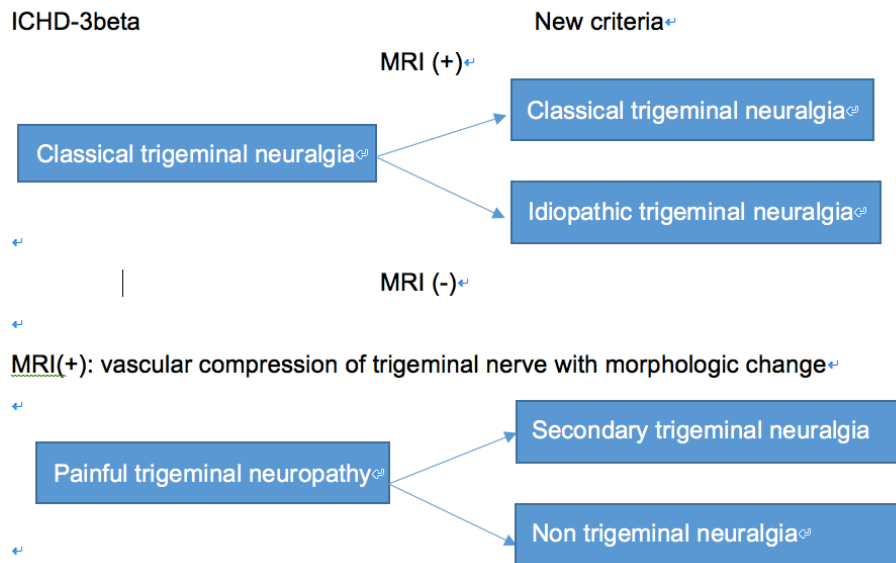 ICHD-3beta New criteria
MRI (+)
Classical trigeminal neuralgia
Classical trigeminal neuralgia
Idiopathic trigeminal neuralgia
MRI (-)
MRI(+): vascular compression of trigeminal nerve with morphologic change
Secondary trigeminal neuralgia
Painful trigeminal neuropathy
Non trigeminal neuralgia